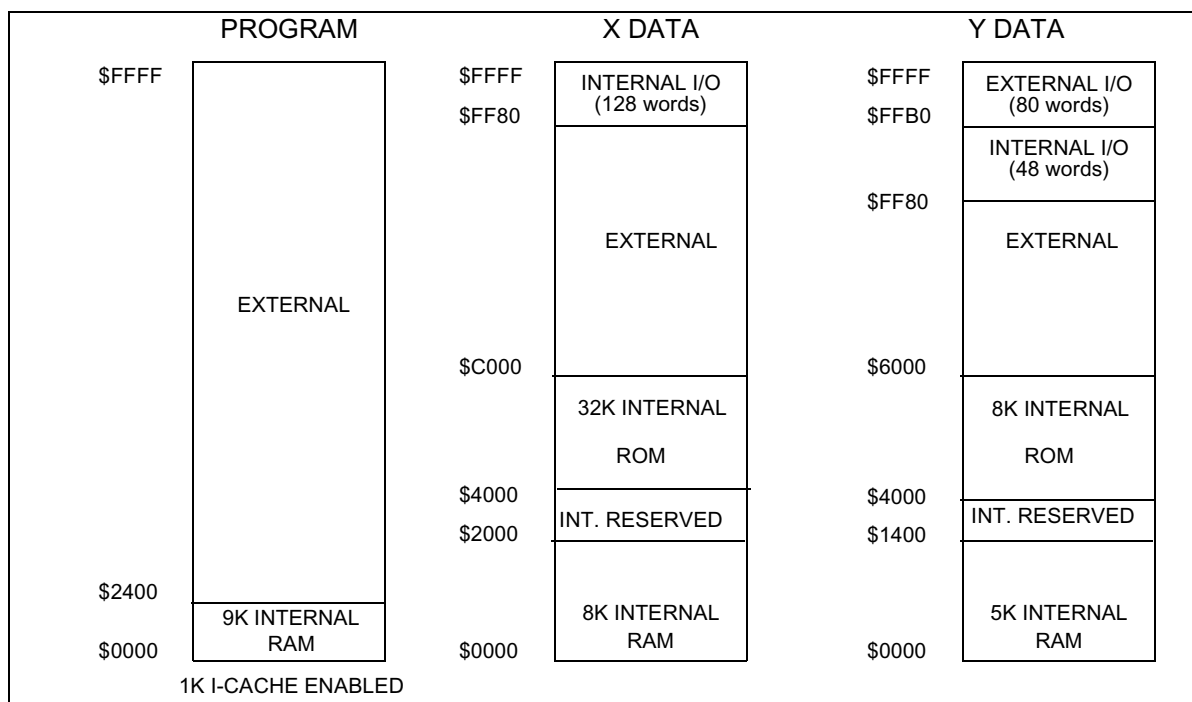 PROGRAM
$FFFF
EXTERNAL
$2400
9K INTERNAL
RAM
$0000
1K I-CACHE ENABLED
X DATA
$FFFF
INTERNAL I/O
(128 words)
$FF80
EXTERNAL
$C000
32K INTERNAL
ROM
$4000
INT. RESERVED
$2000
8K INTERNAL
RAM
$0000
Y DATA
$FFFF
EXTERNAL I/O
(80 words)
$FFB0
INTERNAL I/O
(48 words)
$FF80
EXTERNAL
$6000
8K INTERNAL
ROM
$4000
INT. RESERVED
$1400
5K INTERNAL
RAM
$0000